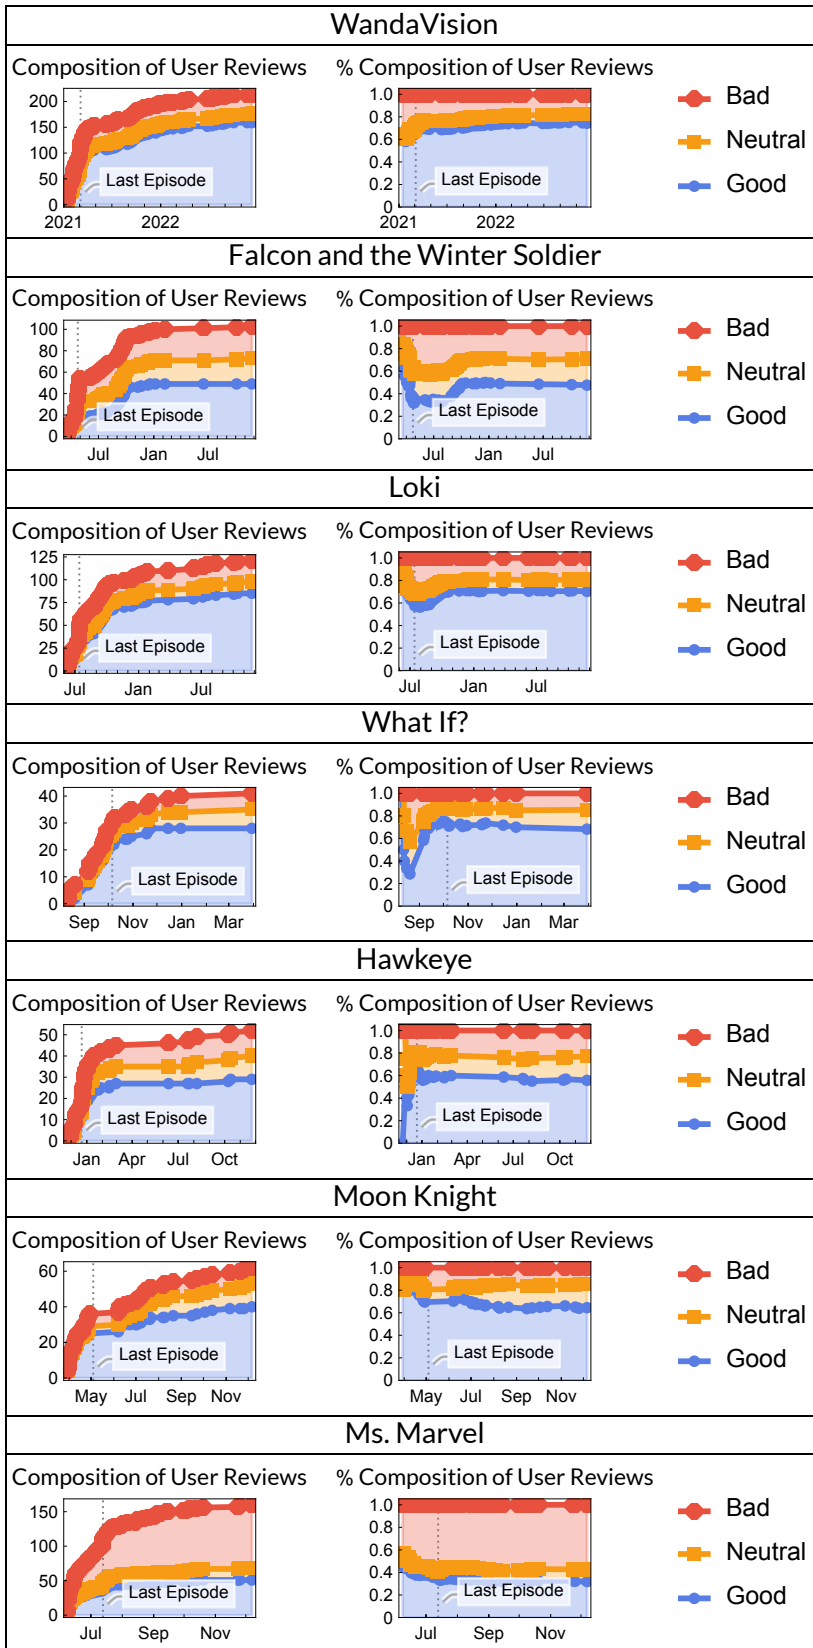 WandaVision
Composition of User Reviews
% Composition of User Reviews
200
150
100
50
0
2021
2022
Last Episode
1.0
0.8
0.6
0.4
0.2
0
2021
2022
Last Episode
Bad
Neutral
Good
Falcon and the Winter Soldier
Composition of User Reviews
% Composition of User Reviews
100
80
60
40
20
0
Jul
Jan
Jul
Last Episode
1.0
0.8
0.6
0.4
0.2
0
Jul
Jan
Jul
Last Episode
Bad
Neutral
Good
Loki
Composition of User Reviews
% Composition of User Reviews
125
100
75
50
25
0
Jul
Jan
Jul
Last Episode
1.0
0.8
0.6
0.4
0.2
0
Jul
Jan
Jul
Last Episode
Bad
Neutral
Good
What If?
Composition of User Reviews
% Composition of User Reviews
40
30
20
10
0
Sep
Nov
Jan
Mar
Last Episode
1.0
0.8
0.6
0.4
0.2
0
Sep
Nov
Jan
Mar
Last Episode
Bad
Neutral
Good
Hawkeye
Composition of User Reviews
% Composition of User Reviews
50
40
30
20
10
0
Jan
Apr
Jul
Oct
Last Episode
1.0
0.8
0.6
0.4
0.2
0
Jan
Apr
Jul
Oct
Last Episode
Bad
Neutral
Good
Moon Knight
Composition of User Reviews
% Composition of User Reviews
60
40
20
0
May
Jul
Sep
Nov
Last Episode
1.0
0.8
0.6
0.4
0.2
0
May
Jul
Sep
Nov
Last Episode
Bad
Neutral
Good
Ms. Marvel
Composition of User Reviews
% Composition of User Reviews
150
100
50
0
Jul
Sep
Nov
Last Episode
1.0
0.8
0.6
0.4
0.2
0
Jul
Sep
Nov
Last Episode
Bad
Neutral
Good